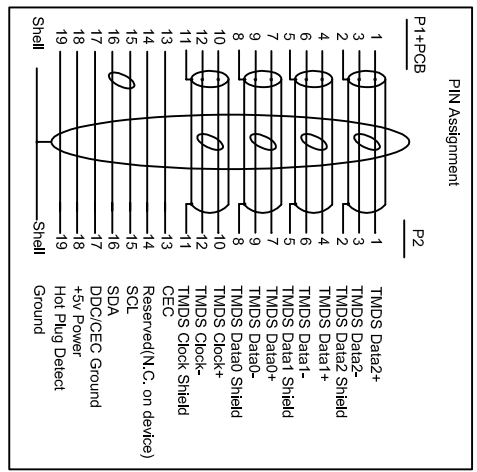 PIN Assignment
P1+PCB P2
1 1 TMDS Data2+
3 3 TMDS Data2-
2 2 TMDS Data2 Shield
4 4 TMDS Data1+
6 6 TMDS Data1-
5 5 TMDS Data1 Shield
7 7 TMDS Data0+
9 9 TMDS Data0-
8 8 TMDS Data0 Shield
10 10 TMDS Clock+
12 12 TMDS Clock-
11 11 TMDS Clock Shield
13 13 CEC
14 14 Reserved(N.C. on device)
15 15 SCL
16 16 SDA
17 17 DDC/CEC Ground
18 18 +5v Power
19 19 Hot Plug Detect
Shell Shell Ground